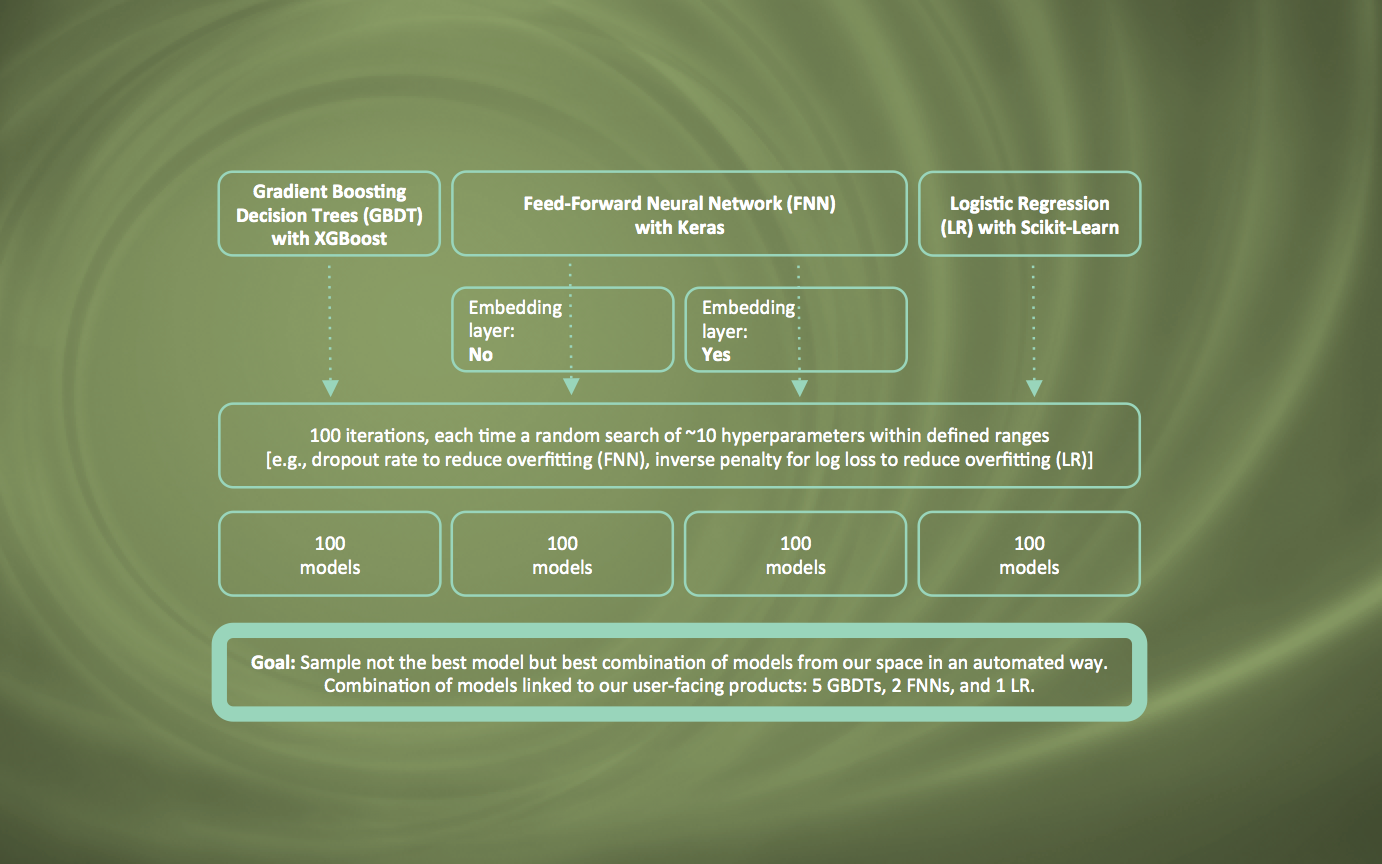 Gradient Boosting
Decision Trees (GBDT)
with XGBoost
Feed-Forward Neural Network (FNN)
with Keras
Logistic Regression
(LR) with Scikit-Learn
Embedding
layer:
No
Embedding
layer:
Yes
100 iterations, each time a random search of ~10 hyperparameters within defined ranges
[e.g., dropout rate to reduce overfitting (FNN), inverse penalty for log loss to reduce overfitting (LR)]
100
models
100
models
100
models
100
models
Goal: Sample not the best model but best combination of models from our space in an automated way.
Combination of models linked to our user-facing products: 5 GBDTs, 2 FNNs, and 1 LR.